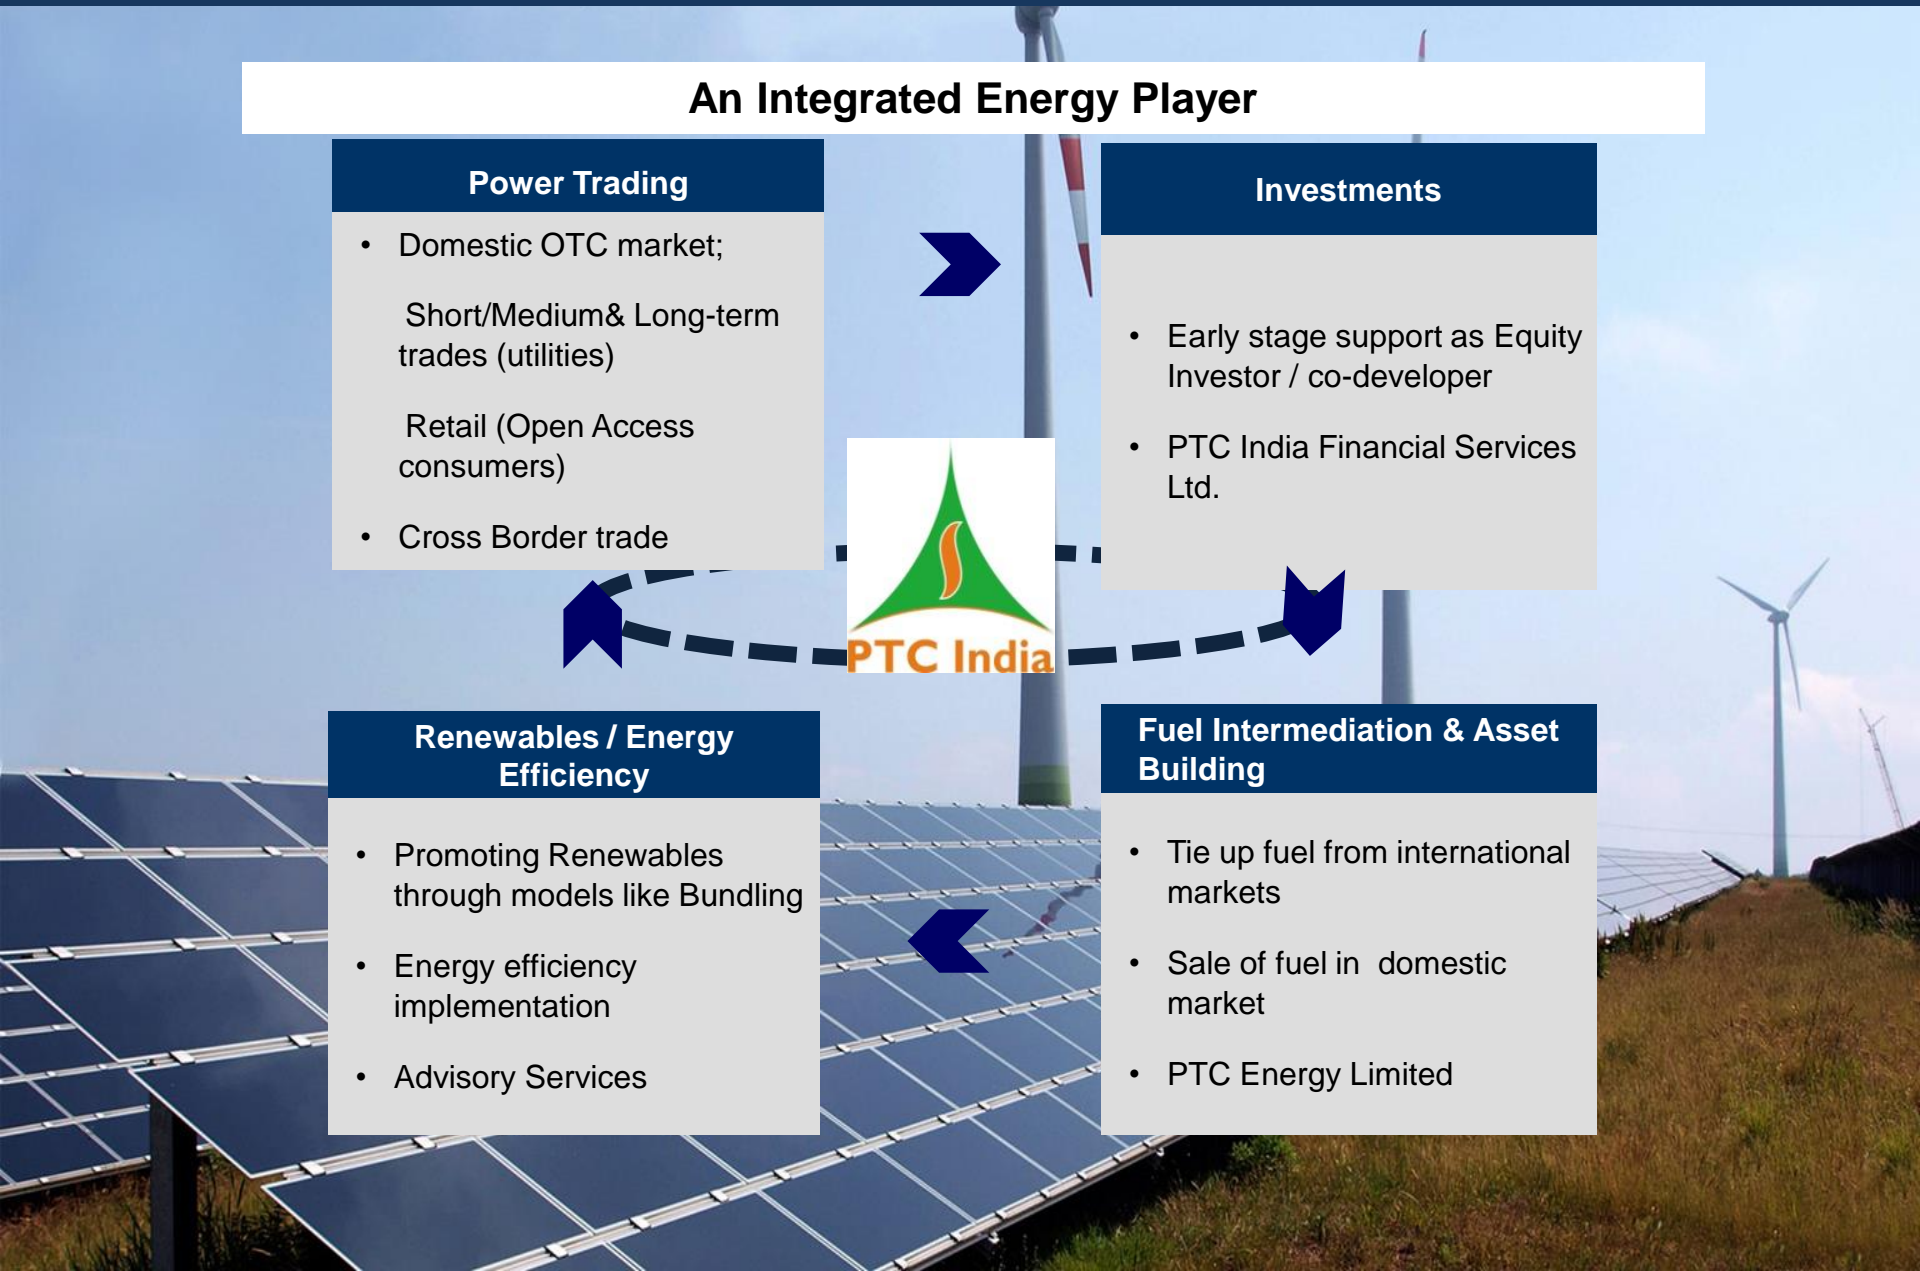 An Integrated Energy Player
Power Trading
• Domestic OTC market;
Short/Medium& Long-term
trades (utilities)
Retail (Open Access
consumers)
• Cross Border trade
Investments
• Early stage support as Equity
Investor / co-developer
• PTC India Financial Services
Ltd.
PTC India
Renewables / Energy
Efficiency
• Promoting Renewables
through models like Bundling
• Energy efficiency
implementation
• Advisory Services
Fuel Intermediation & Asset
Building
• Tie up fuel from international
markets
• Sale of fuel in  domestic
market
• PTC Energy Limited